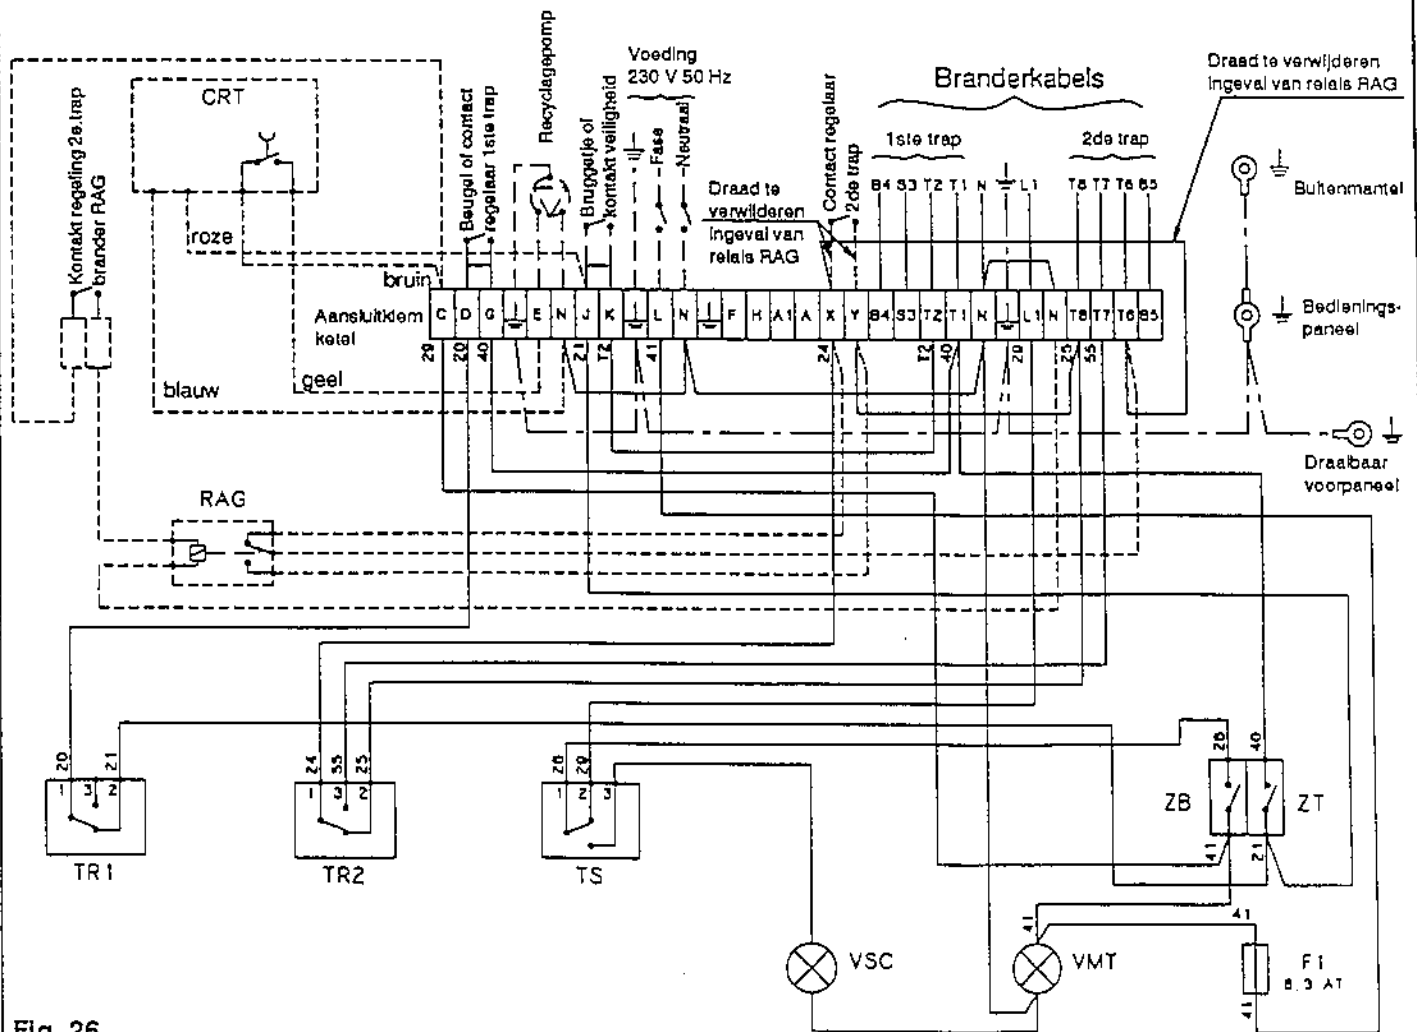 Kontakt regeling 2e.trap
brander RAG
CRT
roze
bruin
Beugel of contact
regelaar 1ste trap
Recyclagepomp
Bruggetje of
kontakt veiligheid
Voeding
230 V 50 Hz
Fase
Neutraal
Draad te
verwilderen
ingeval van
relais RAG
Contact regelaar
2de trap
Branderkabels
1ste trap
2de trap
B4 S3 T2 T1 N L1 T8 T7 T6 B5
Draad te verwijderen
ingeval van relais RAG
Buitenmantel
Bedienings-
paneel
Draaibaar
voorpaneel
Aansluitklem
ketel
C D G E N J K L N F H A1 A X Y B4 S3 T2 T1 N L1 N T8 T7 T6 B5
29 20 40 21 T2 41 24 T2 40 29 25 55
blauw
geel
RAG
20 21
1 3 2
TR1
24 55 25
1 3 2
TR2
26 29
1 2 3
TS
26 40
ZB
ZT
41 21
41
41
VSC
VMT
F1
6,3 AT
41
Fig. 26